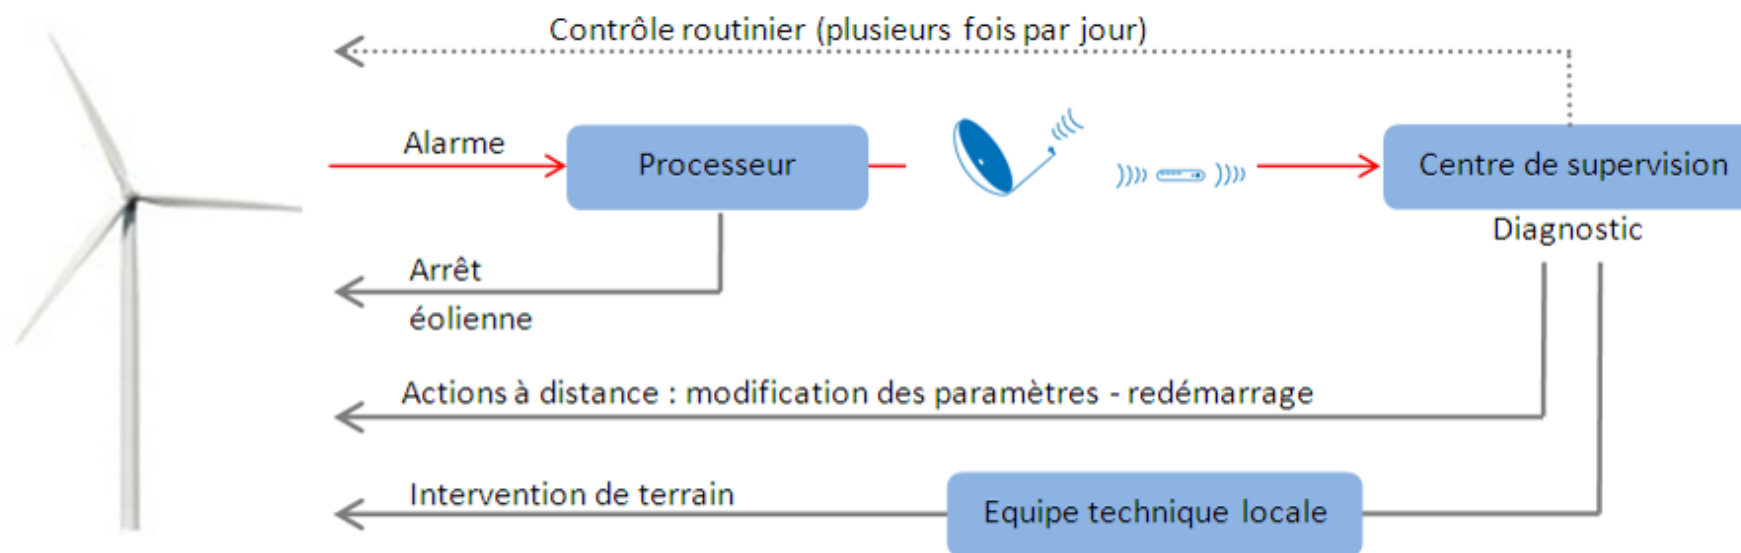 Contrôle routinier (plusieurs fois par jour)
Alarme
Processeur
Centre de supervision
Diagnostic
Arrêt
éolienne
Actions à distance : modification des paramètres - redémarrage
Intervention de terrain
Equipe technique locale